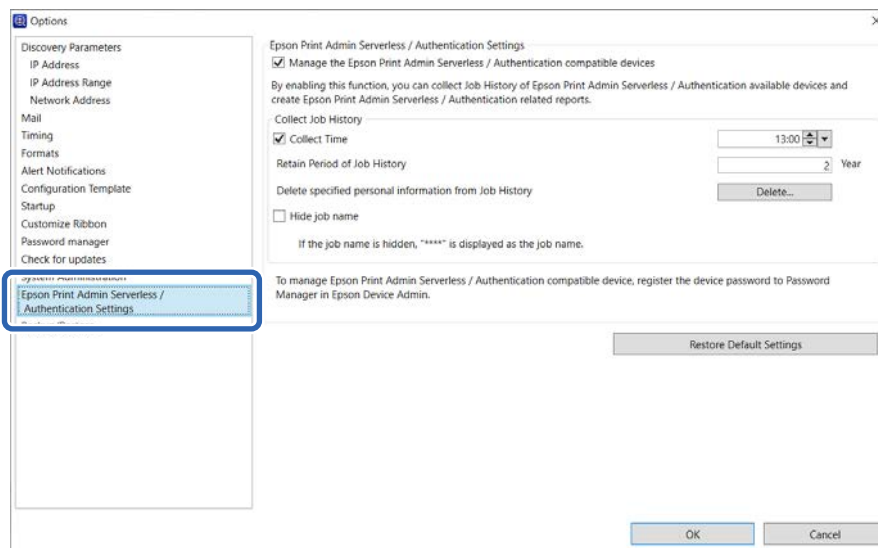 Options
Discovery Parameters
IP Address
IP Address Range
Network Address
Mail
Timing
Formats
Alert Notifications
Configuration Template
Startup
Customize Ribbon
Password manager
Check for updates
System Administration
Epson Print Admin Serverless /
Authentication Settings
Epson Print Admin Serverless / Authentication Settings
Manage the Epson Print Admin Serverless / Authentication compatible devices
By enabling this function, you can collect Job History of Epson Print Admin Serverless / Authentication available devices and
create Epson Print Admin Serverless / Authentication related reports.
Collect Job History
Collect Time 13:00
Retain Period of Job History 2 Year
Delete specified personal information from Job History Delete...
Hide job name
If the job name is hidden, "****" is displayed as the job name.
To manage Epson Print Admin Serverless / Authentication compatible device, register the device password to Password
Manager in Epson Device Admin.
Restore Default Settings
OK Cancel